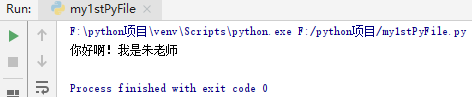 Run: my1stPyFile
F:\python项目\venv\Scripts\python.exe F:/python项目/my1stPyFile.py
你好啊！我是朱老师
Process finished with exit code 0